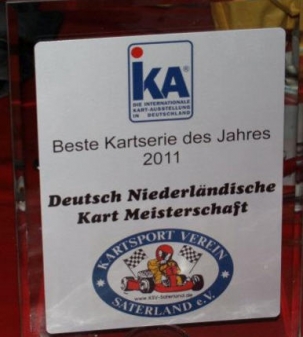 iKA®
DIE INTERNATIONALE
KART-AUSSTELLUNG
IN DEUTSCHLAND
Beste Kartserie des Jahres
2011
Deutsch Niederländische
Kart Meisterschaft
KARTSPORT VEREIN
www.KSV-Saterland.de
SATERLAND e.V.